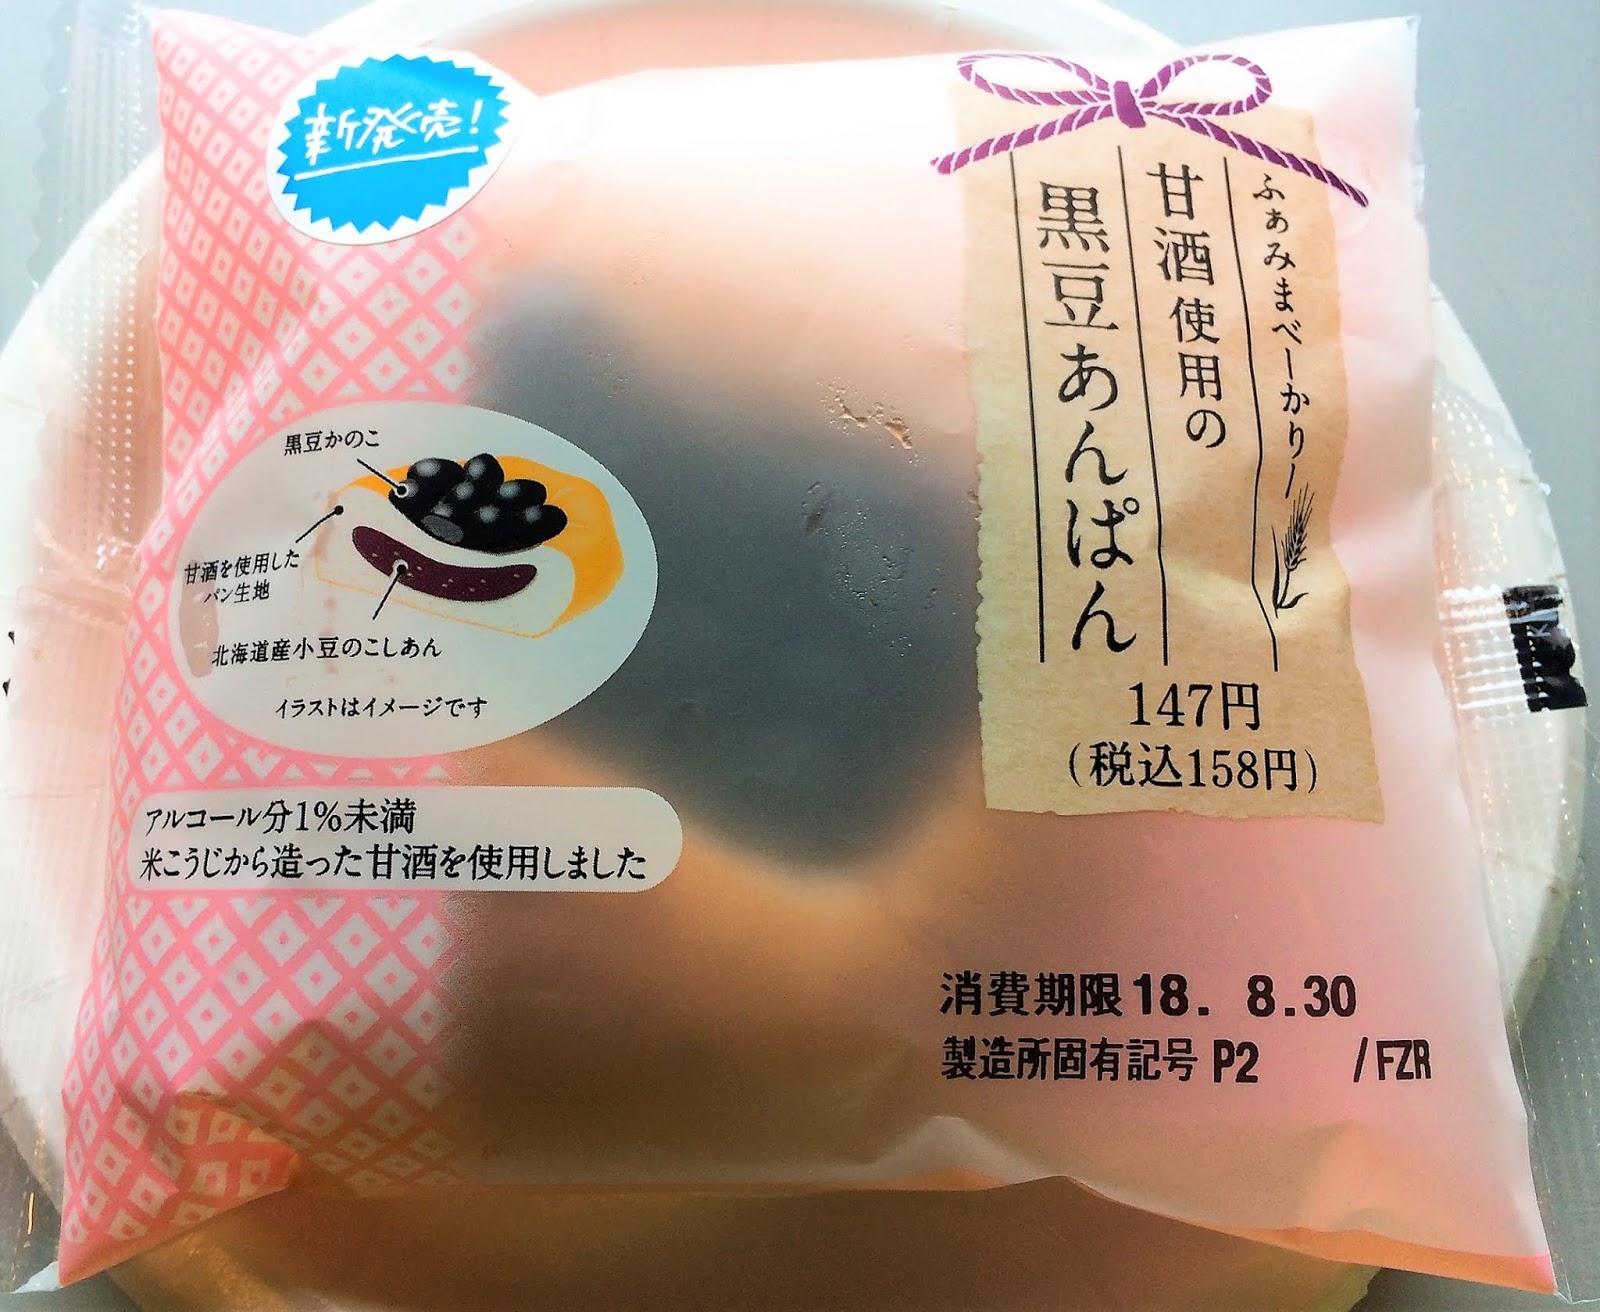 新発売!
ふぁみまベーかりー
甘酒使用の
黒豆あんぱん
147円
(税込158円)
黒豆かのこ
甘酒を使用した
パン生地
北海道産小豆のこしあん
イラストはイメージです
アルコール分1%未満
米こうじから造った甘酒を使用しました
消費期限 18. 8.30
製造所固有記号 P2 /FZR